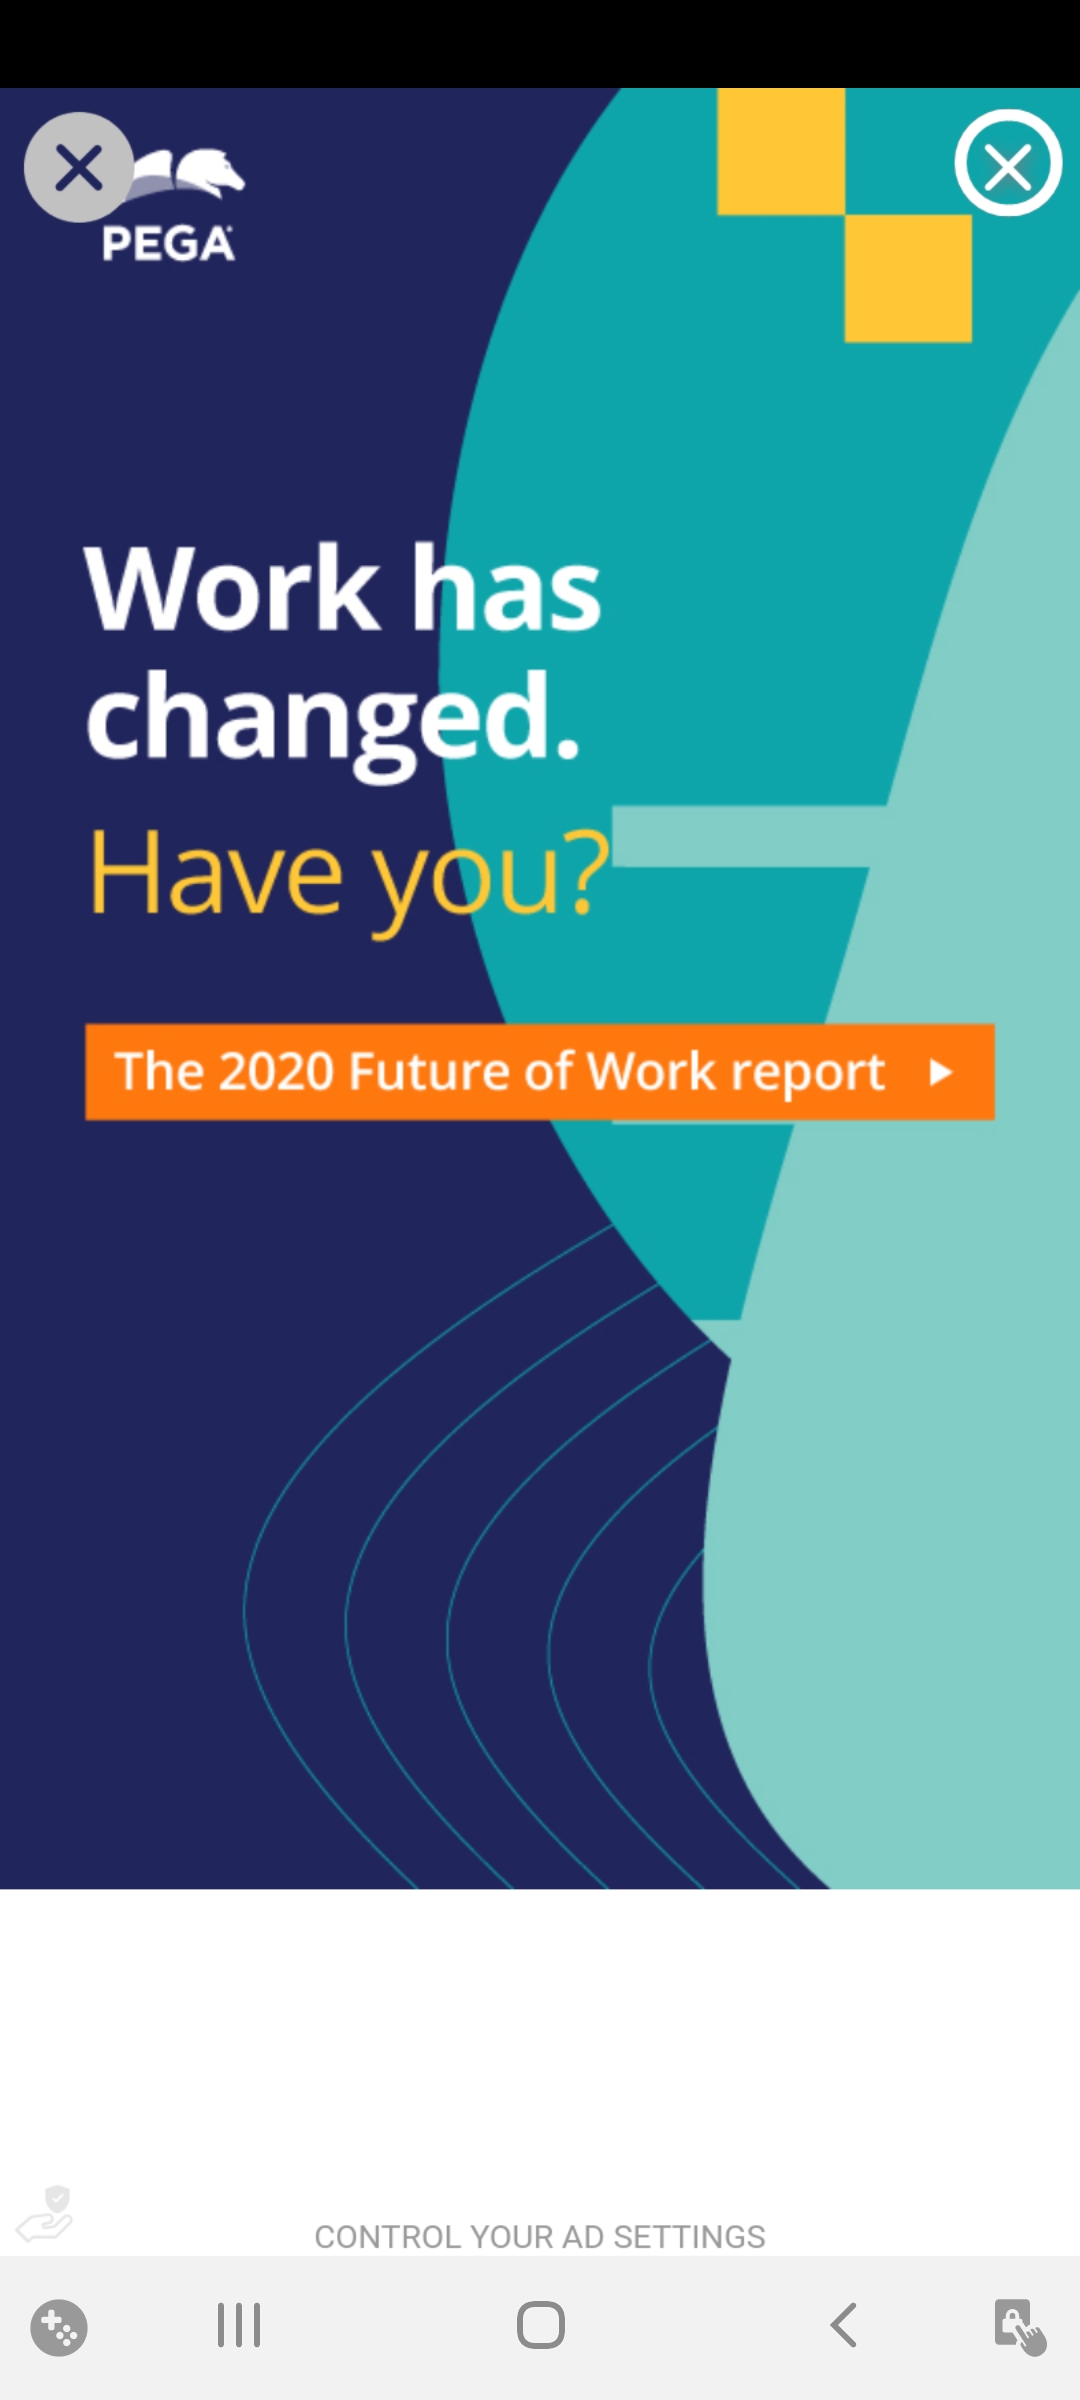 PEGA
Work has
changed.
Have you?
The 2020 Future of Work report
CONTROL YOUR AD SETTINGS